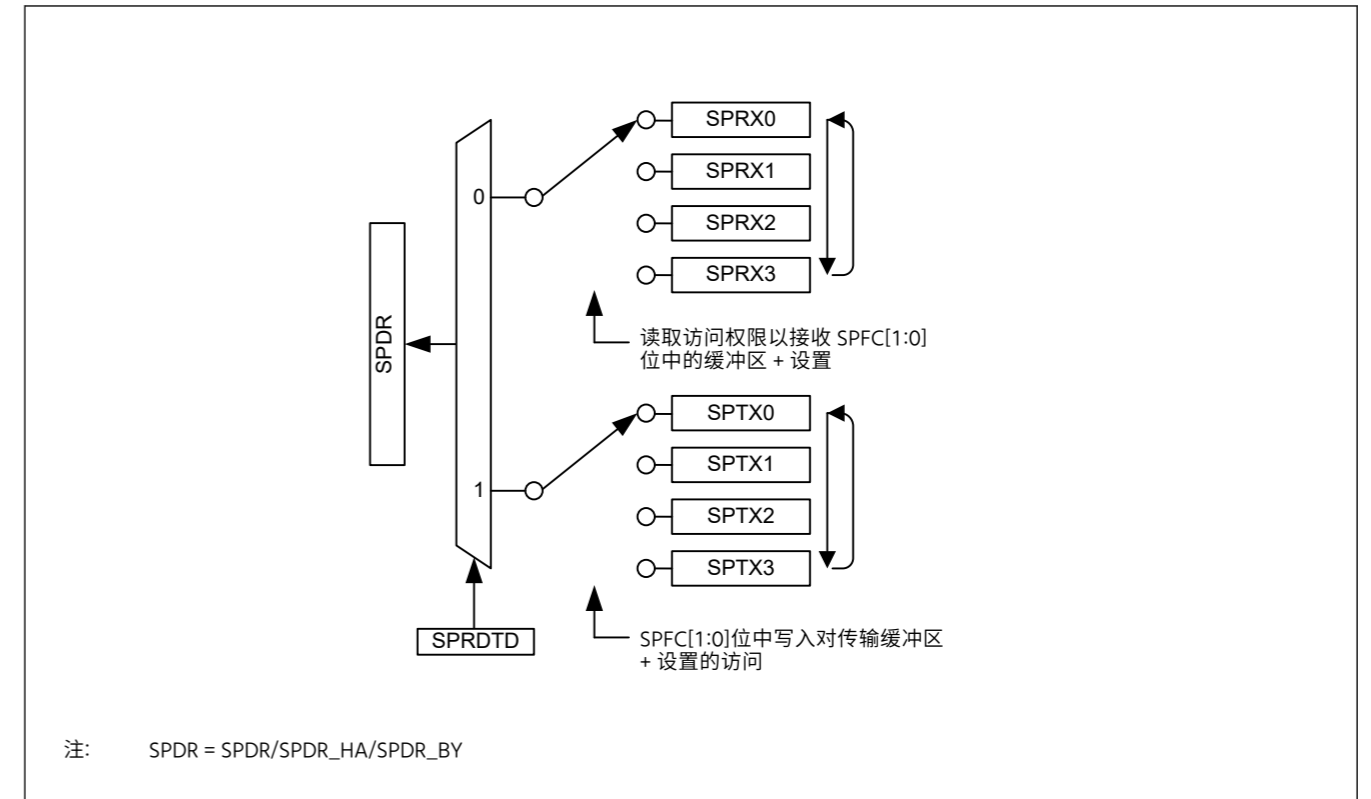 SPRX0
0
SPRX1
SPRX2
SPRX3
SPDR
读取访问权限以接收 SPFC[1:0]
位中的缓冲区 + 设置
SPTX0
SPTX1
1
SPTX2
SPTX3
SPRDTD
SPFC[1:0]位中写入对传输缓冲区
+ 设置的访问
注: SPDR = SPDR/SPDR_HA/SPDR_BY